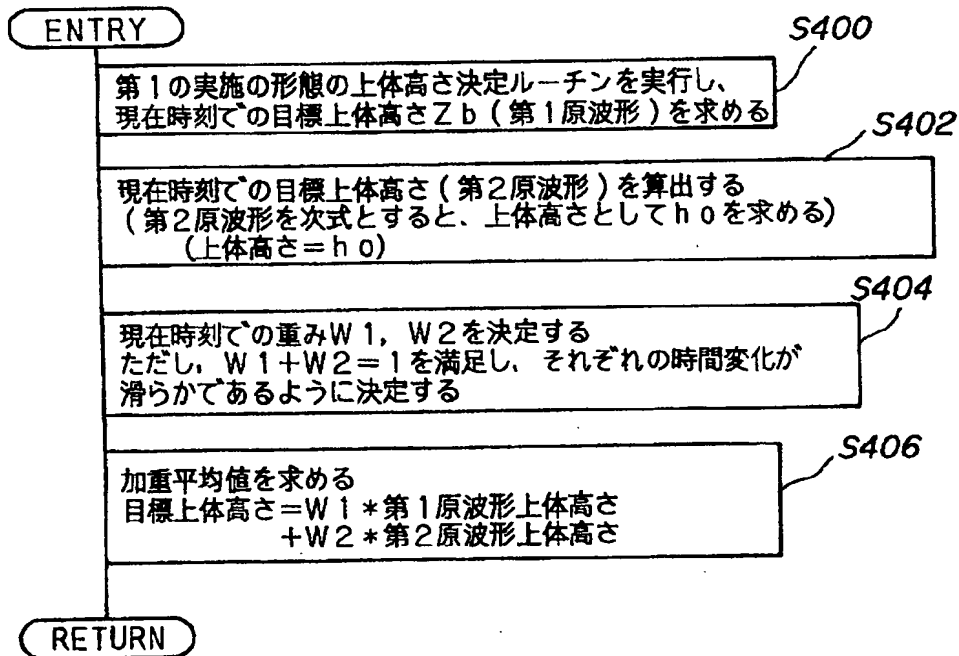 ENTRY
S400
第1の実施の形態の上体高さ決定ルーチンを実行し、
現在時刻での目標上体高さZb(第1原波形)を求める
S402
現在時刻での目標上体高さ(第2原波形)を算出する
(第2原波形を次式とすると、上体高さとしてhoを求める)
(上体高さ=ho)
S404
現在時刻での重みW1,W2を決定する
ただし,W1+W2=1を満足し、それぞれの時間変化が
滑らかであるように決定する
S406
加重平均値を求める
目標上体高さ=W1*第1原波形上体高さ
+W2*第2原波形上体高さ
RETURN